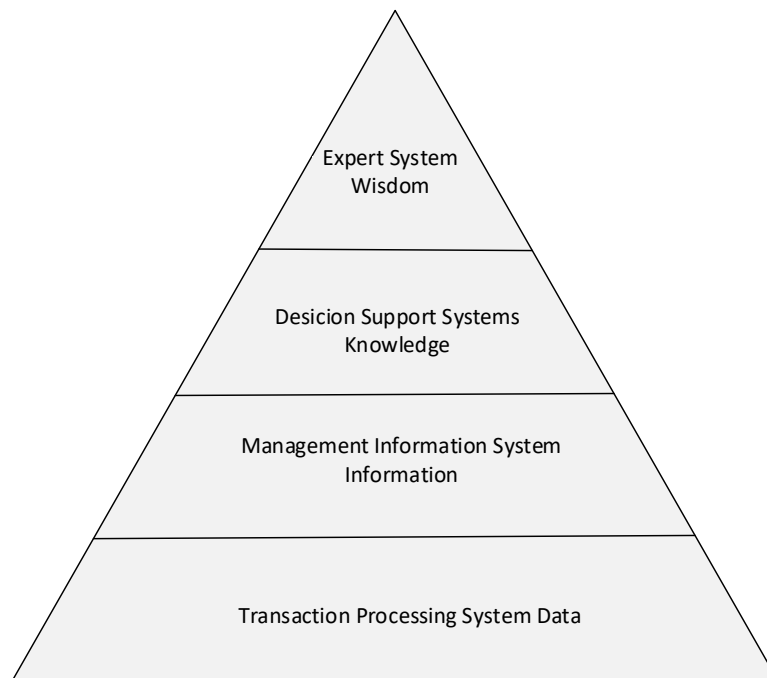 Expert System
Wisdom
Desicion Support Systems
Knowledge
Management Information System
Information
Transaction Processing System Data